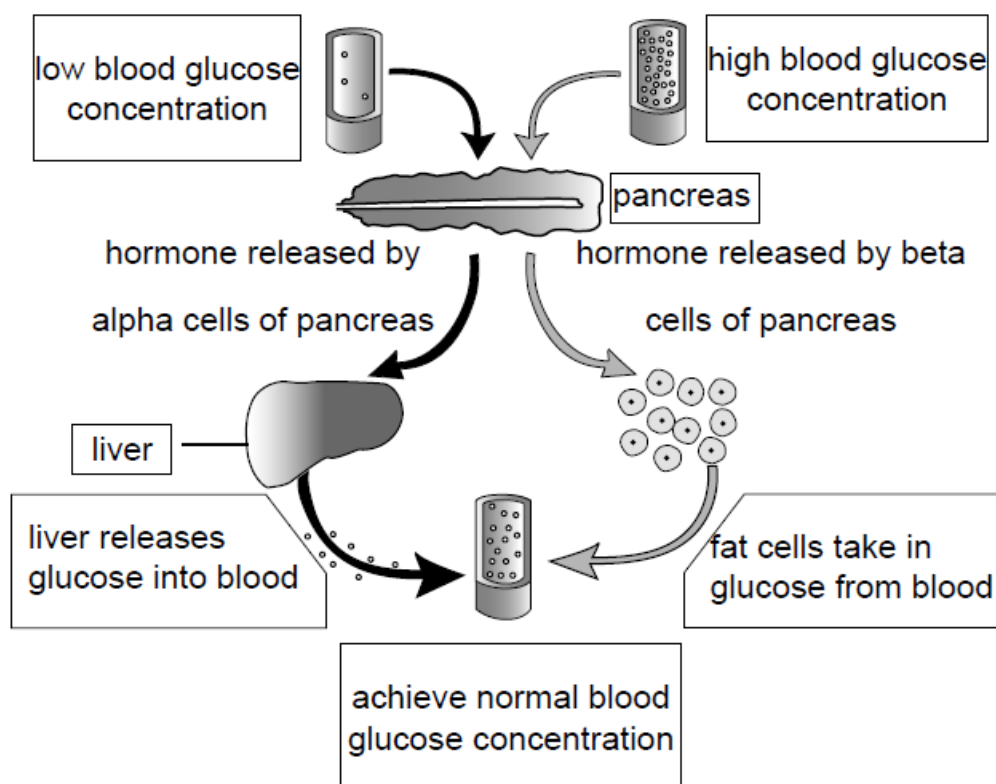 low blood glucose
concentration
high blood glucose
concentration
pancreas
hormone released by
alpha cells of pancreas
hormone released by beta
cells of pancreas
liver
liver releases
glucose into blood
fat cells take in
glucose from blood
achieve normal blood
glucose concentration